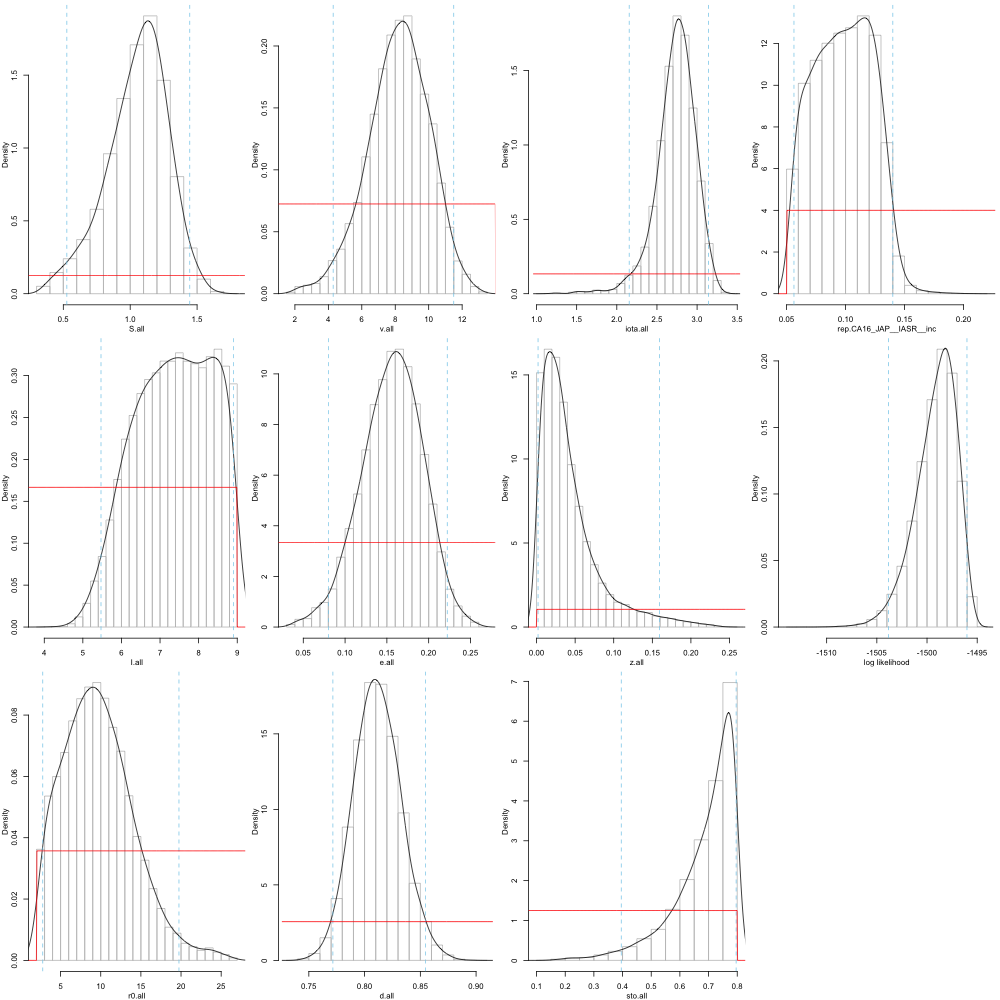 Density
0.0 0.5 1.0 1.5
0.5 1.0 1.5
S.all
Density
0.00 0.05 0.10 0.15 0.20
2 4 6 8 10 12
v.all
Density
0.0 0.5 1.0 1.5
1.0 1.5 2.0 2.5 3.0 3.5
iota.all
Density
0 2 4 6 8 10 12
0.05 0.10 0.15 0.20
rep.CA16_JAP__IASR__inc
Density
0.00 0.05 0.10 0.15 0.20 0.25 0.30
4 5 6 7 8 9
l.all
Density
0 2 4 6 8 10
0.05 0.10 0.15 0.20 0.25
e.all
Density
0 5 10 15
0.00 0.05 0.10 0.15 0.20 0.25
z.all
Density
0.00 0.05 0.10 0.15 0.20
-1510 -1505 -1500 -1495
log likelihood
Density
0.00 0.02 0.04 0.06 0.08
5 10 15 20 25
r0.all
Density
0 5 10 15
0.75 0.80 0.85 0.90
d.all
Density
0 1 2 3 4 5 6 7
0.1 0.2 0.3 0.4 0.5 0.6 0.7 0.8
sto.all